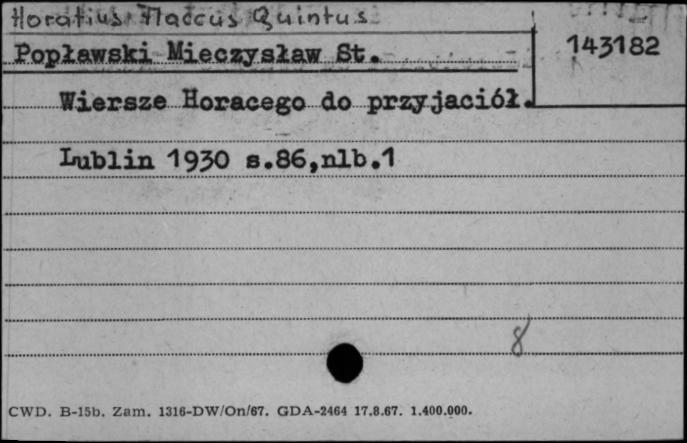 Horatius Flaccus Quintus
Popławski Mieczysław St.
143182
Wiersze Horacego do przyjaciół.
Lublin 1930 s.86,nlb.1
8
CWD. B-15b. Zam. 1316-DW/On/67. GDA-2464 17.8.67. 1.400.000.